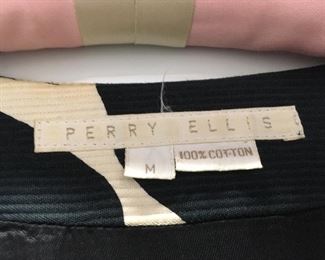 PERRY ELLIS
M
100% COTTON